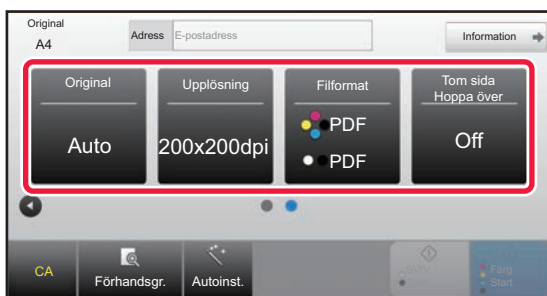 Original
A4
Adress
E-postadress
Information
Original
Auto
Upplösning
200x200dpi
Filformat
PDF
PDF
Tom sida
Hoppa över
Off
CA
Förhandsgr.
Autoinst.
Färg
Start